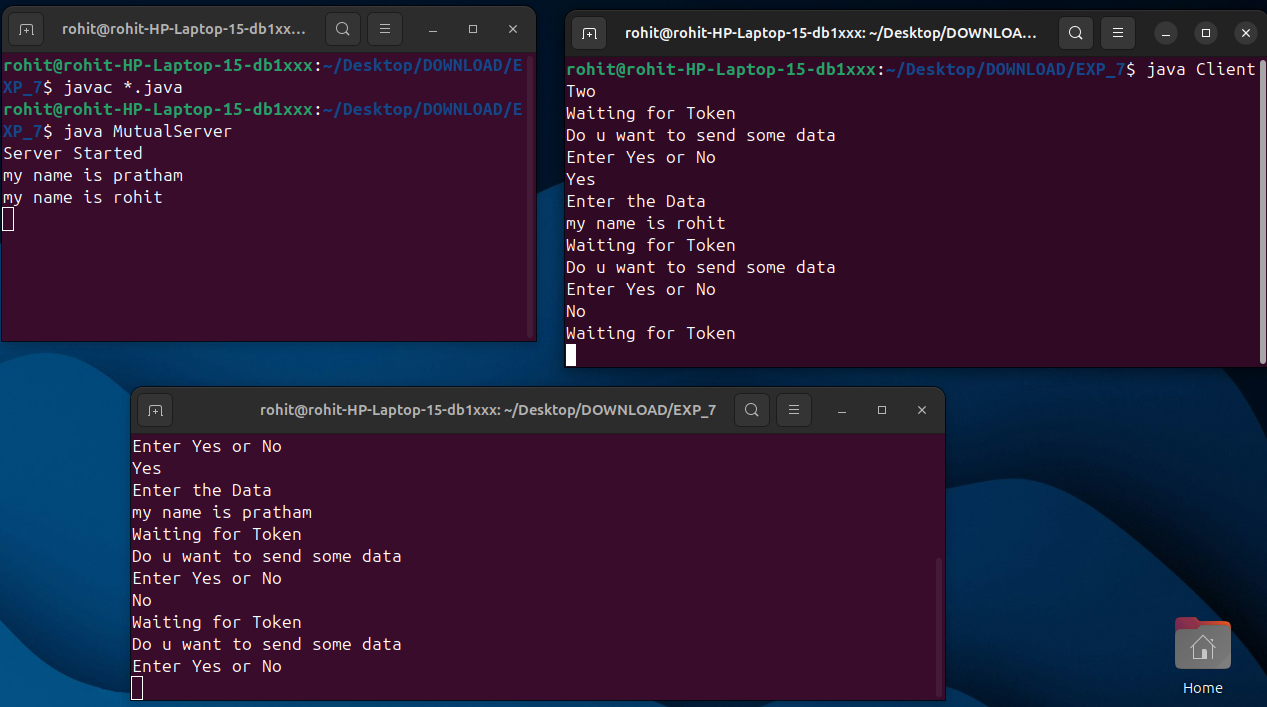 rohit@rohit-HP-Laptop-15-db1xx...
rohit@rohit-HP-Laptop-15-db1xxx:~/Desktop/DOWNLOAD/E
XP_7$ javac *.java
rohit@rohit-HP-Laptop-15-db1xxx:~/Desktop/DOWNLOAD/E
XP_7$ java MutualServer
Server Started
my name is pratham
my name is rohit
rohit@rohit-HP-Laptop-15-db1xxx: ~/Desktop/DOWNLOA...
rohit@rohit-HP-Laptop-15-db1xxx:~/Desktop/DOWNLOAD/EXP_7$ java Client
Two
Waiting for Token
Do u want to send some data
Enter Yes or No
Yes
Enter the Data
my name is rohit
Waiting for Token
Do u want to send some data
Enter Yes or No
No
Waiting for Token
rohit@rohit-HP-Laptop-15-db1xxx: ~/Desktop/DOWNLOAD/EXP_7
Enter Yes or No
Yes
Enter the Data
my name is pratham
Waiting for Token
Do u want to send some data
Enter Yes or No
No
Waiting for Token
Do u want to send some data
Enter Yes or No
Home